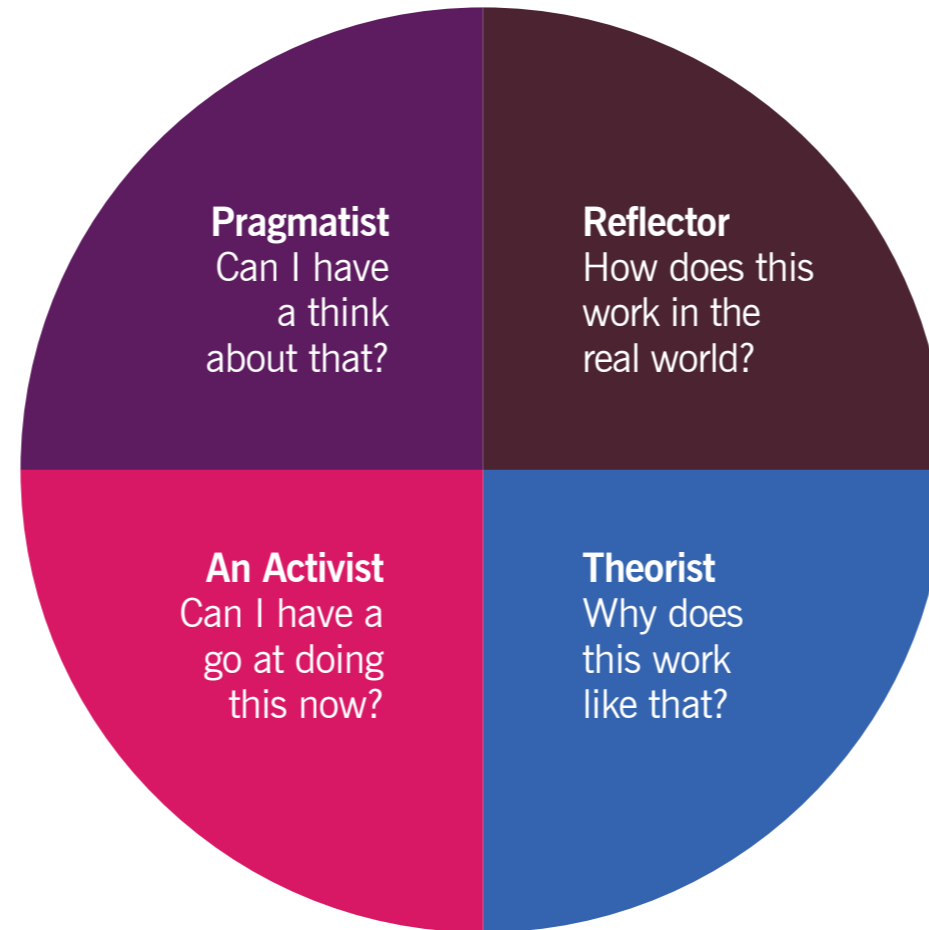 Pragmatist
Can I have
a think
about that?
Reflector
How does this
work in the
real world?
An Activist
Can I have a
go at doing
this now?
Theorist
Why does
this work
like that?